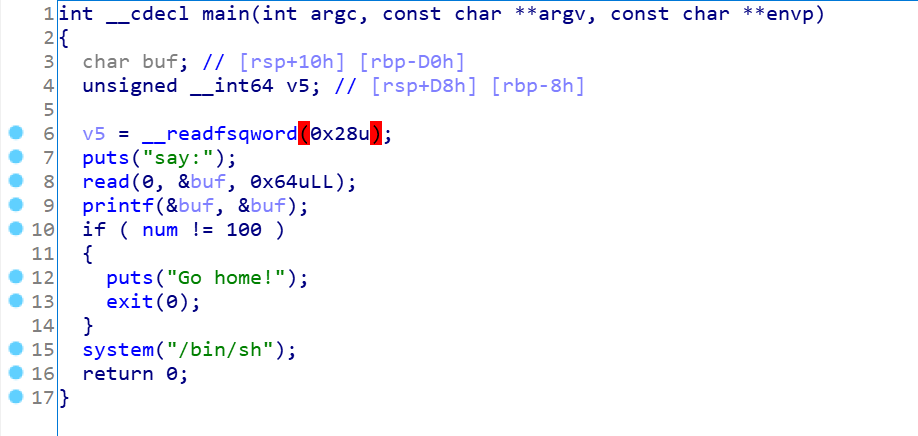 1 int __cdecl main(int argc, const char **argv, const char **envp)
2 {
3   char buf; // [rsp+10h] [rbp-D0h]
4   unsigned __int64 v5; // [rsp+D8h] [rbp-8h]
5
6   v5 = __readfsqword(0x28u);
7   puts("say:");
8   read(0, &buf, 0x64uLL);
9   printf(&buf, &buf);
10   if ( num != 100 )
11   {
12     puts("Go home!");
13     exit(0);
14   }
15   system("/bin/sh");
16   return 0;
17 }